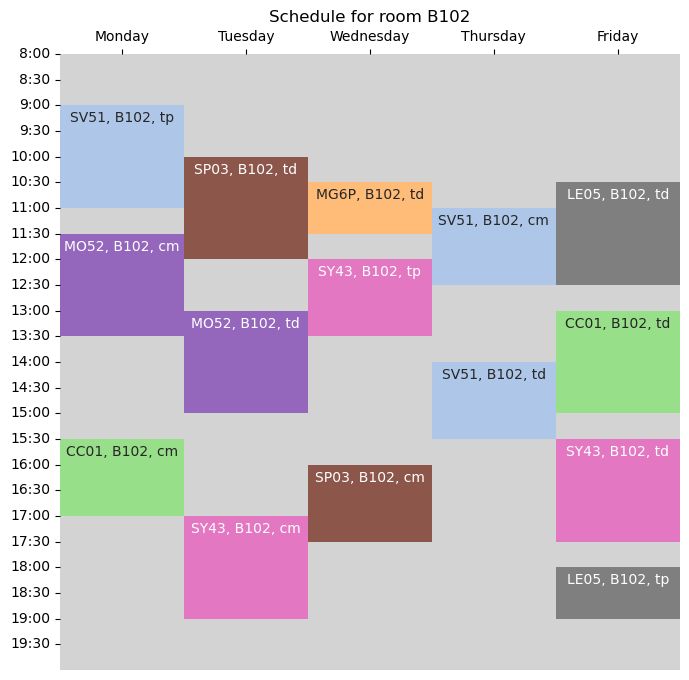 Schedule for room B102
Monday Tuesday Wednesday Thursday Friday
8:00
8:30
9:00
SV51, B102, tp
9:30
10:00
SP03, B102, td
10:30
MG6P, B102, td LE05, B102, td
11:00
SV51, B102, cm
11:30
MO52, B102, cm
12:00
SY43, B102, tp
12:30
13:00
MO52, B102, td CC01, B102, td
13:30
14:00
SV51, B102, td
14:30
15:00
15:30
CC01, B102, cm SY43, B102, td
16:00
SP03, B102, cm
16:30
17:00
SY43, B102, cm
17:30
18:00
LE05, B102, tp
18:30
19:00
19:30